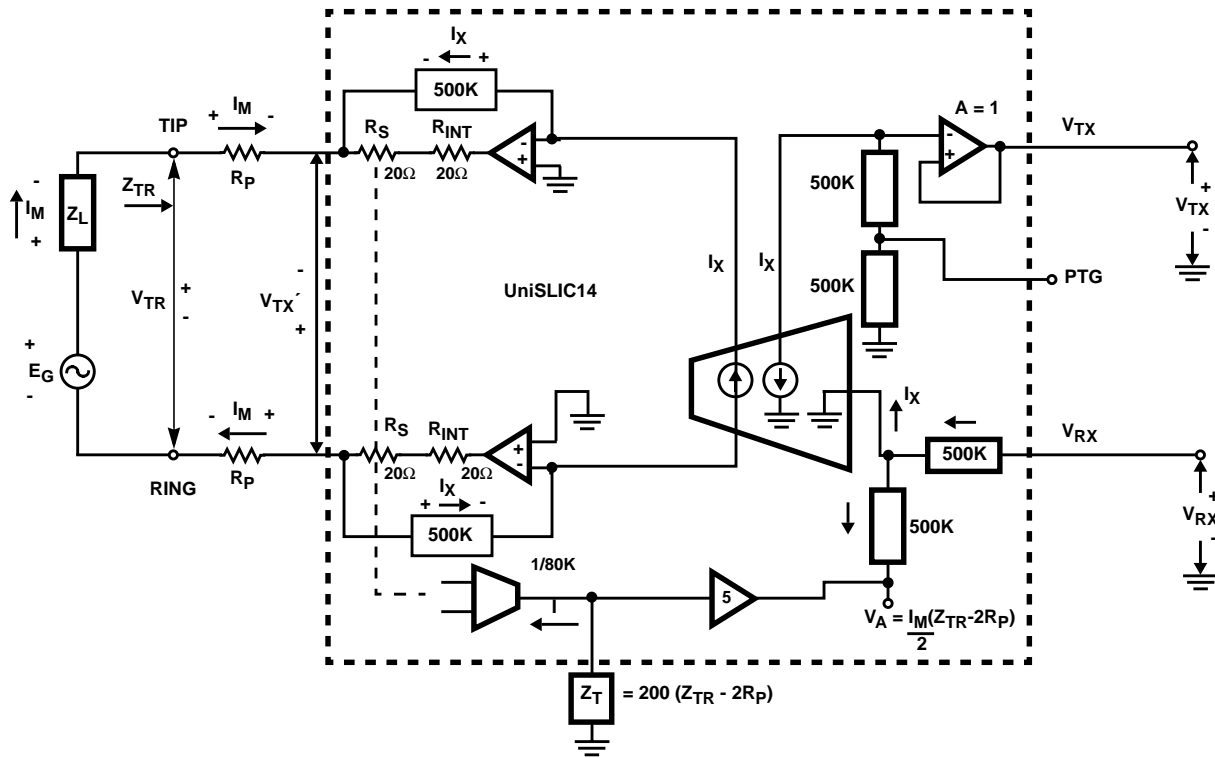 I_X
- +
500K
A = 1
TIP
+ I_M -
R_S
R_INT
-
+
20Ω
20Ω
R_P
-
+
V_TX
500K
+
V_TX
-
Z_TR
-
I_M
+
Z_L
I_X
I_X
PTG
500K
UniSLIC14
V_TR
+
-
-
V_TX´
+
+
E_G
-
- I_M +
R_S
R_INT
+
-
20Ω
20Ω
R_P
RING
I_X
V_RX
500K
+ I_X -
500K
500K
+
V_RX
-
1/80K
I
5
V_A = I_M(Z_TR-2R_P)
2
Z_T = 200 (Z_TR - 2R_P)